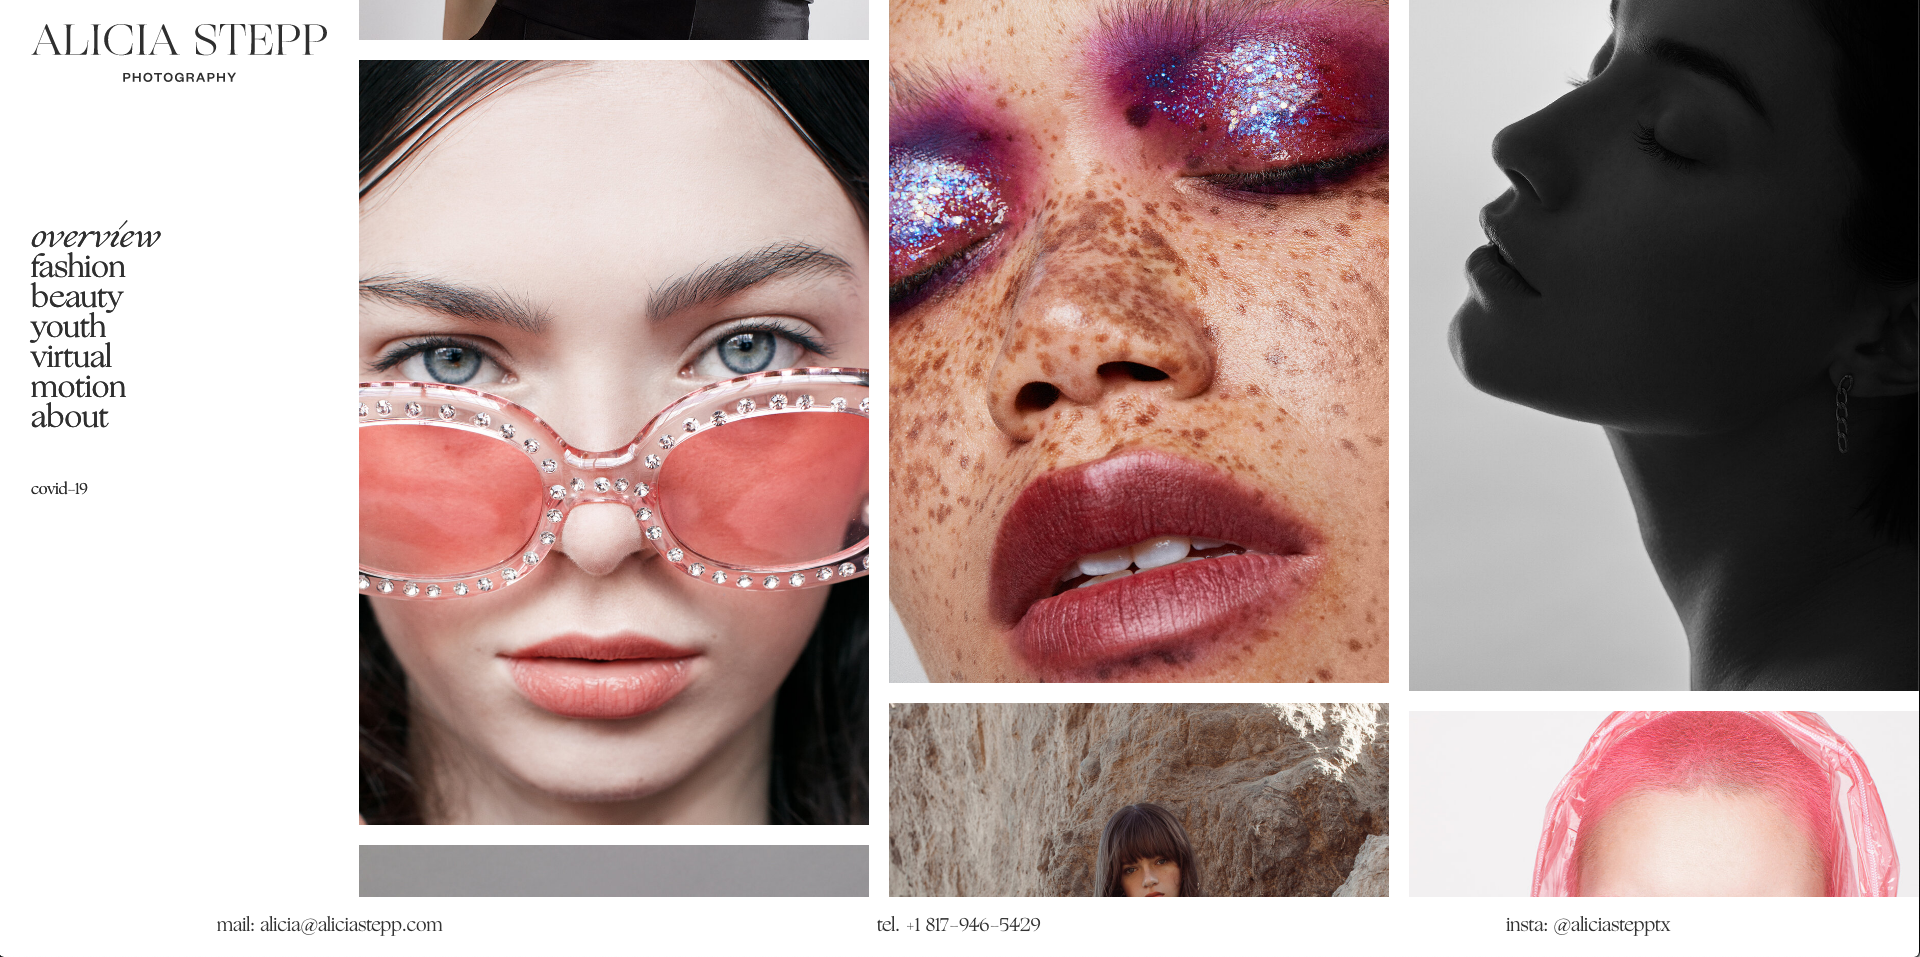 ALICIA STEPP
PHOTOGRAPHY
overview
fashion
beauty
youth
virtual
motion
about
covid-19
mail: alicia@aliciastepp.com
tel. +1 817-946-5429
insta: @aliciastepptx